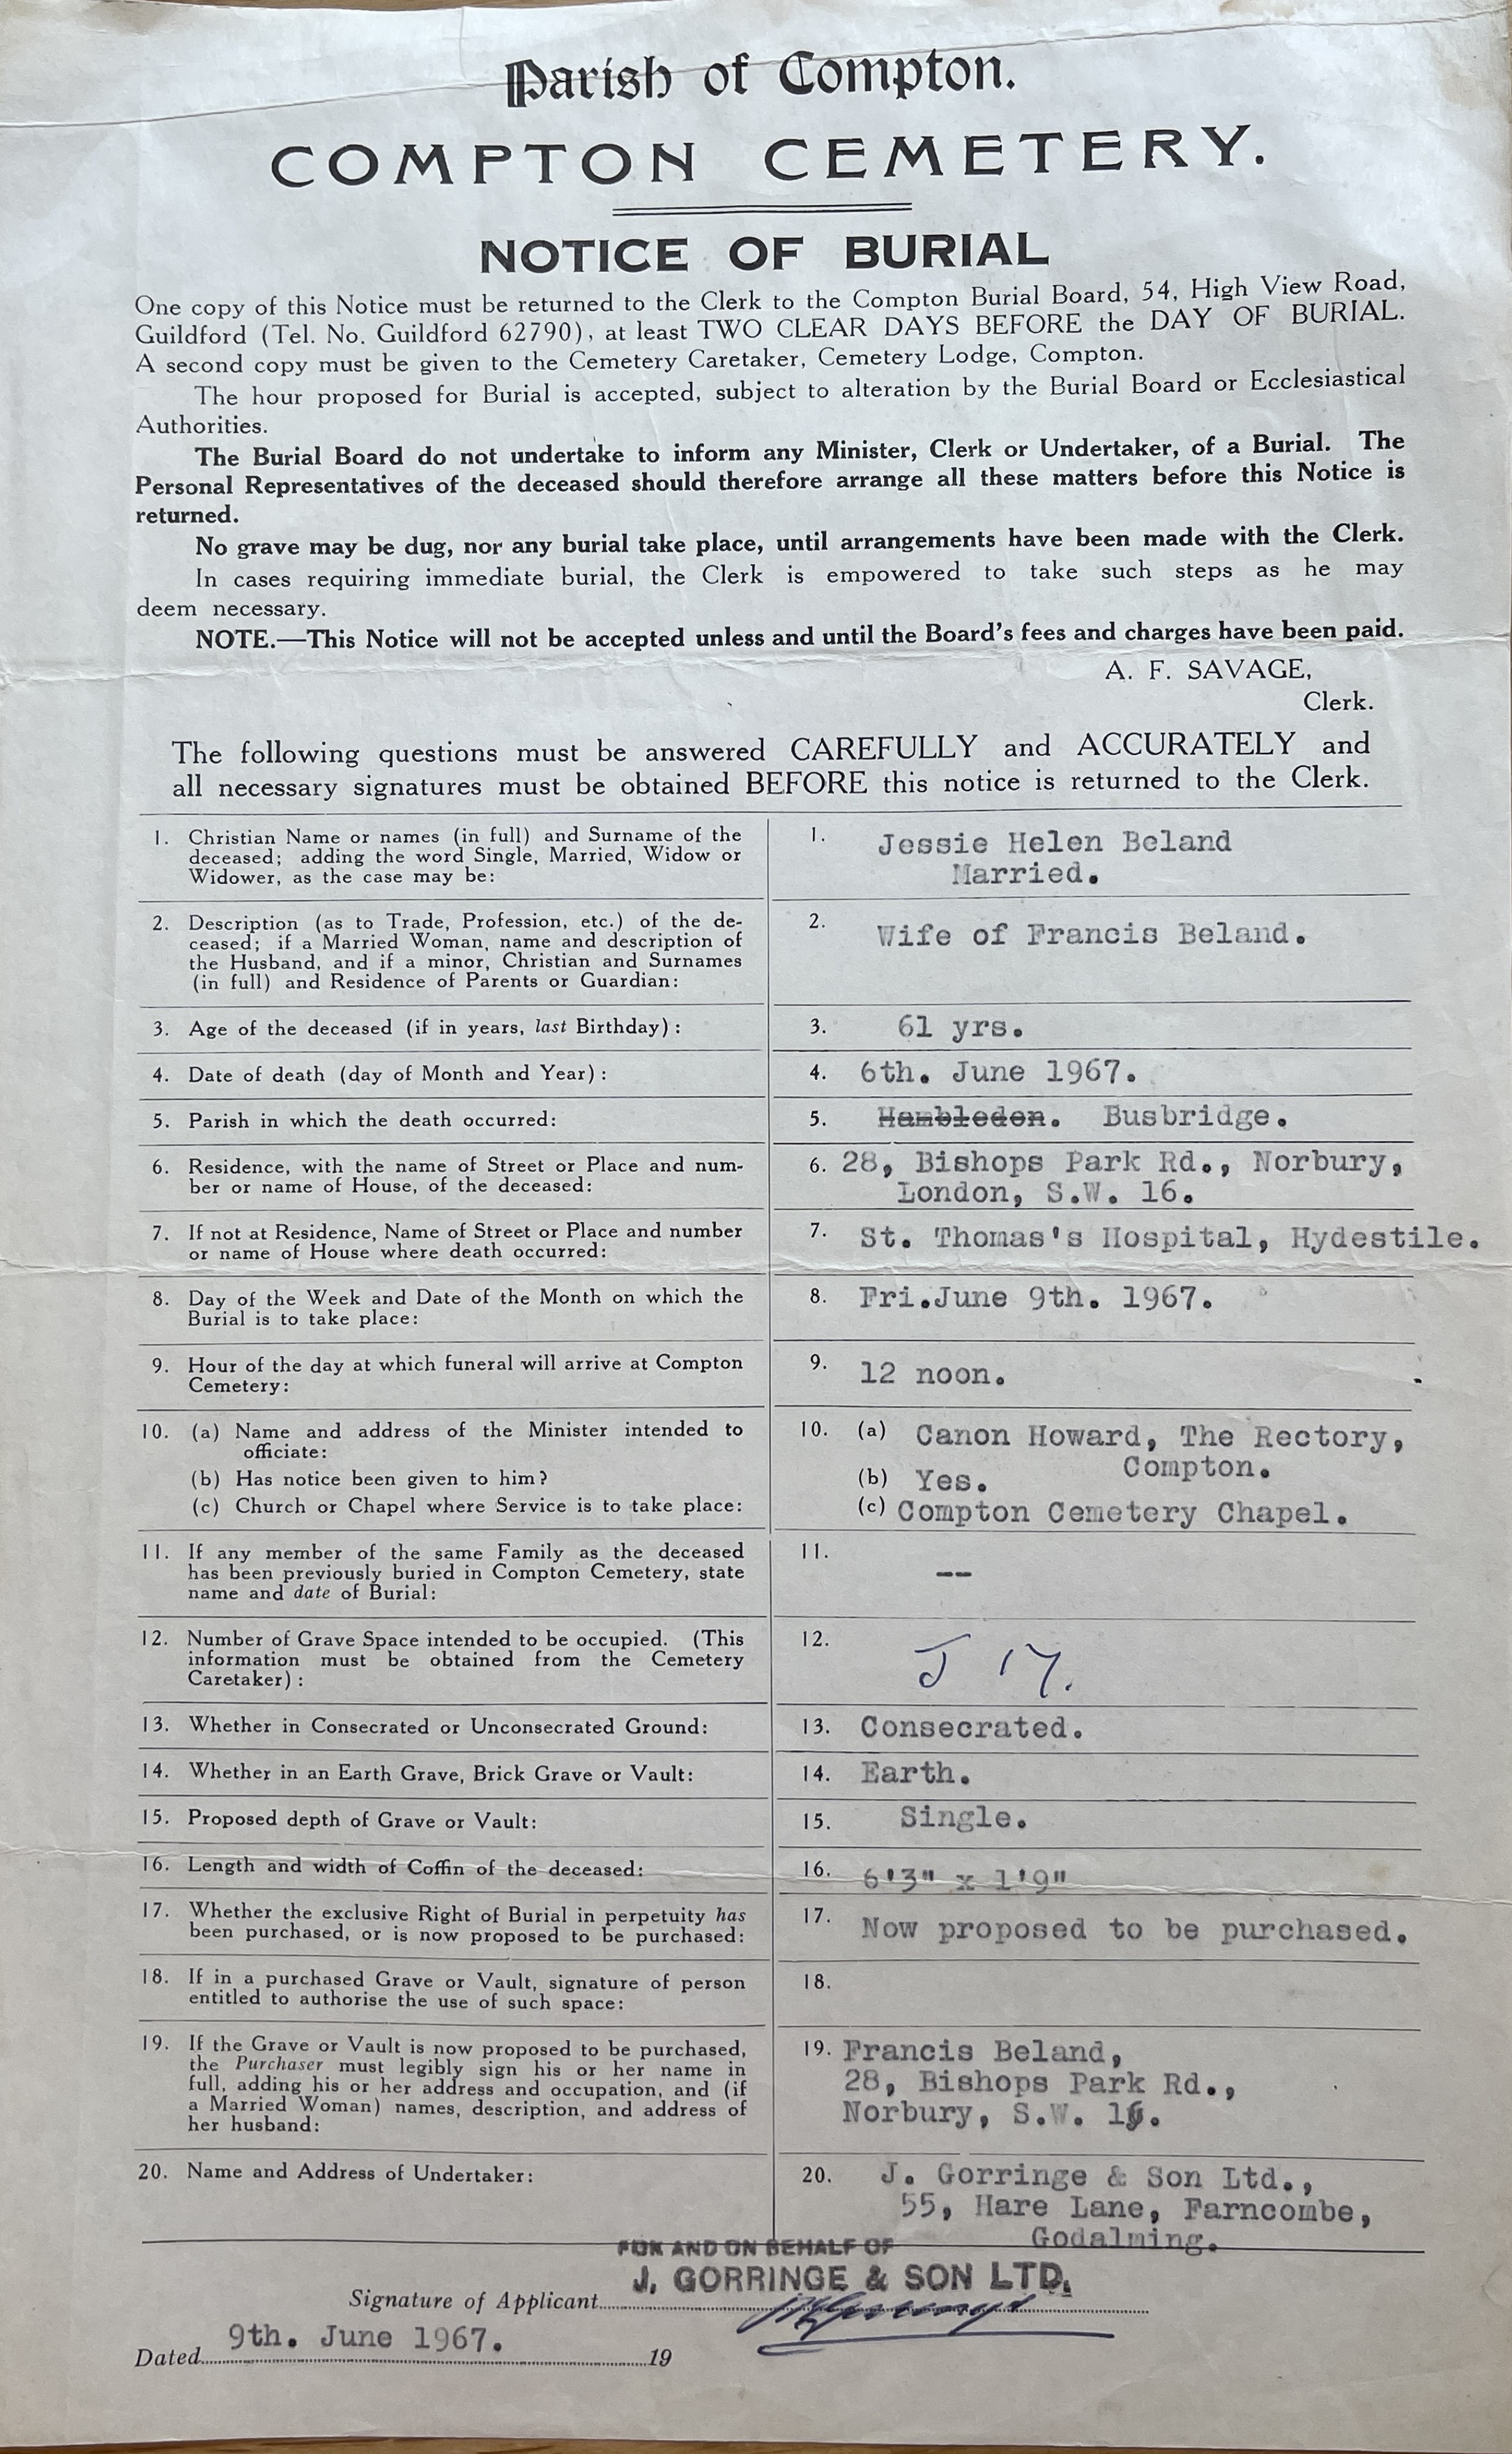 Parish of Compton.
COMPTON CEMETERY.
NOTICE OF BURIAL
One copy of this Notice must be returned to the Clerk to the Compton Burial Board, 54, High View Road,
Guildford (Tel. No. Guildford 62790), at least TWO CLEAR DAYS BEFORE the DAY OF BURIAL.
A second copy must be given to the Cemetery Caretaker, Cemetery Lodge, Compton.
The hour proposed for Burial is accepted, subject to alteration by the Burial Board or Ecclesiastical
Authorities.
The Burial Board do not undertake to inform any Minister, Clerk or Undertaker, of a Burial. The
Personal Representatives of the deceased should therefore arrange all these matters before this Notice is
returned.
No grave may be dug, nor any burial take place, until arrangements have been made with the Clerk.
In cases requiring immediate burial, the Clerk is empowered to take such steps as he may
deem necessary.
NOTE.—This Notice will not be accepted unless and until the Board's fees and charges have been paid.
A. F. SAVAGE,
Clerk.
The following questions must be answered CAREFULLY and ACCURATELY and
all necessary signatures must be obtained BEFORE this notice is returned to the Clerk.
1. Christian Name or names (in full) and Surname of the
deceased; adding the word Single, Married, Widow or
Widower, as the case may be:
1. Jessie Helen Beland
Married.
2. Description (as to Trade, Profession, etc.) of the de-
ceased; if a Married Woman, name and description of
the Husband, and if a minor, Christian and Surnames
(in full) and Residence of Parents or Guardian:
2. Wife of Francis Beland.
3. Age of the deceased (if in years, last Birthday):
3. 61 yrs.
4. Date of death (day of Month and Year):
4. 6th. June 1967.
5. Parish in which the death occurred:
5. Hambledon. Busbridge.
6. Residence, with the name of Street or Place and num-
ber or name of House, of the deceased:
6. 28, Bishops Park Rd., Norbury,
London, S.W. 16.
7. If not at Residence, Name of Street or Place and number
or name of House where death occurred:
7. St. Thomas's Hospital, Hydestile.
8. Day of the Week and Date of the Month on which the
Burial is to take place:
8. Fri.June 9th. 1967.
9. Hour of the day at which funeral will arrive at Compton
Cemetery:
9. 12 noon.
10. (a) Name and address of the Minister intended to
officiate:
(b) Has notice been given to him?
(c) Church or Chapel where Service is to take place:
10. (a) Canon Howard, The Rectory,
Compton.
(b) Yes.
(c) Compton Cemetery Chapel.
11. If any member of the same Family as the deceased
has been previously buried in Compton Cemetery, state
name and date of Burial:
11. --
12. Number of Grave Space intended to be occupied. (This
information must be obtained from the Cemetery
Caretaker):
12. J 17.
13. Whether in Consecrated or Unconsecrated Ground:
13. Consecrated.
14. Whether in an Earth Grave, Brick Grave or Vault:
14. Earth.
15. Proposed depth of Grave or Vault:
15. Single.
16. Length and width of Coffin of the deceased:
16. 6'3" x 1'9"
17. Whether the exclusive Right of Burial in perpetuity has
been purchased, or is now proposed to be purchased:
17. Now proposed to be purchased.
18. If in a purchased Grave or Vault, signature of person
entitled to authorise the use of such space:
18.
19. If the Grave or Vault is now proposed to be purchased,
the Purchaser must legibly sign his or her name in
full, adding his or her address and occupation, and (if
a Married Woman) names, description, and address of
her husband:
19. Francis Beland,
28, Bishops Park Rd.,
Norbury, S.W. 16.
20. Name and Address of Undertaker:
20. J. Gorringe & Son Ltd.,
55, Hare Lane, Farncombe,
Godalming.
FOR AND ON BEHALF OF
J. GORRINGE & SON LTD.
Signature of Applicant
9th. June 1967.
Dated 19